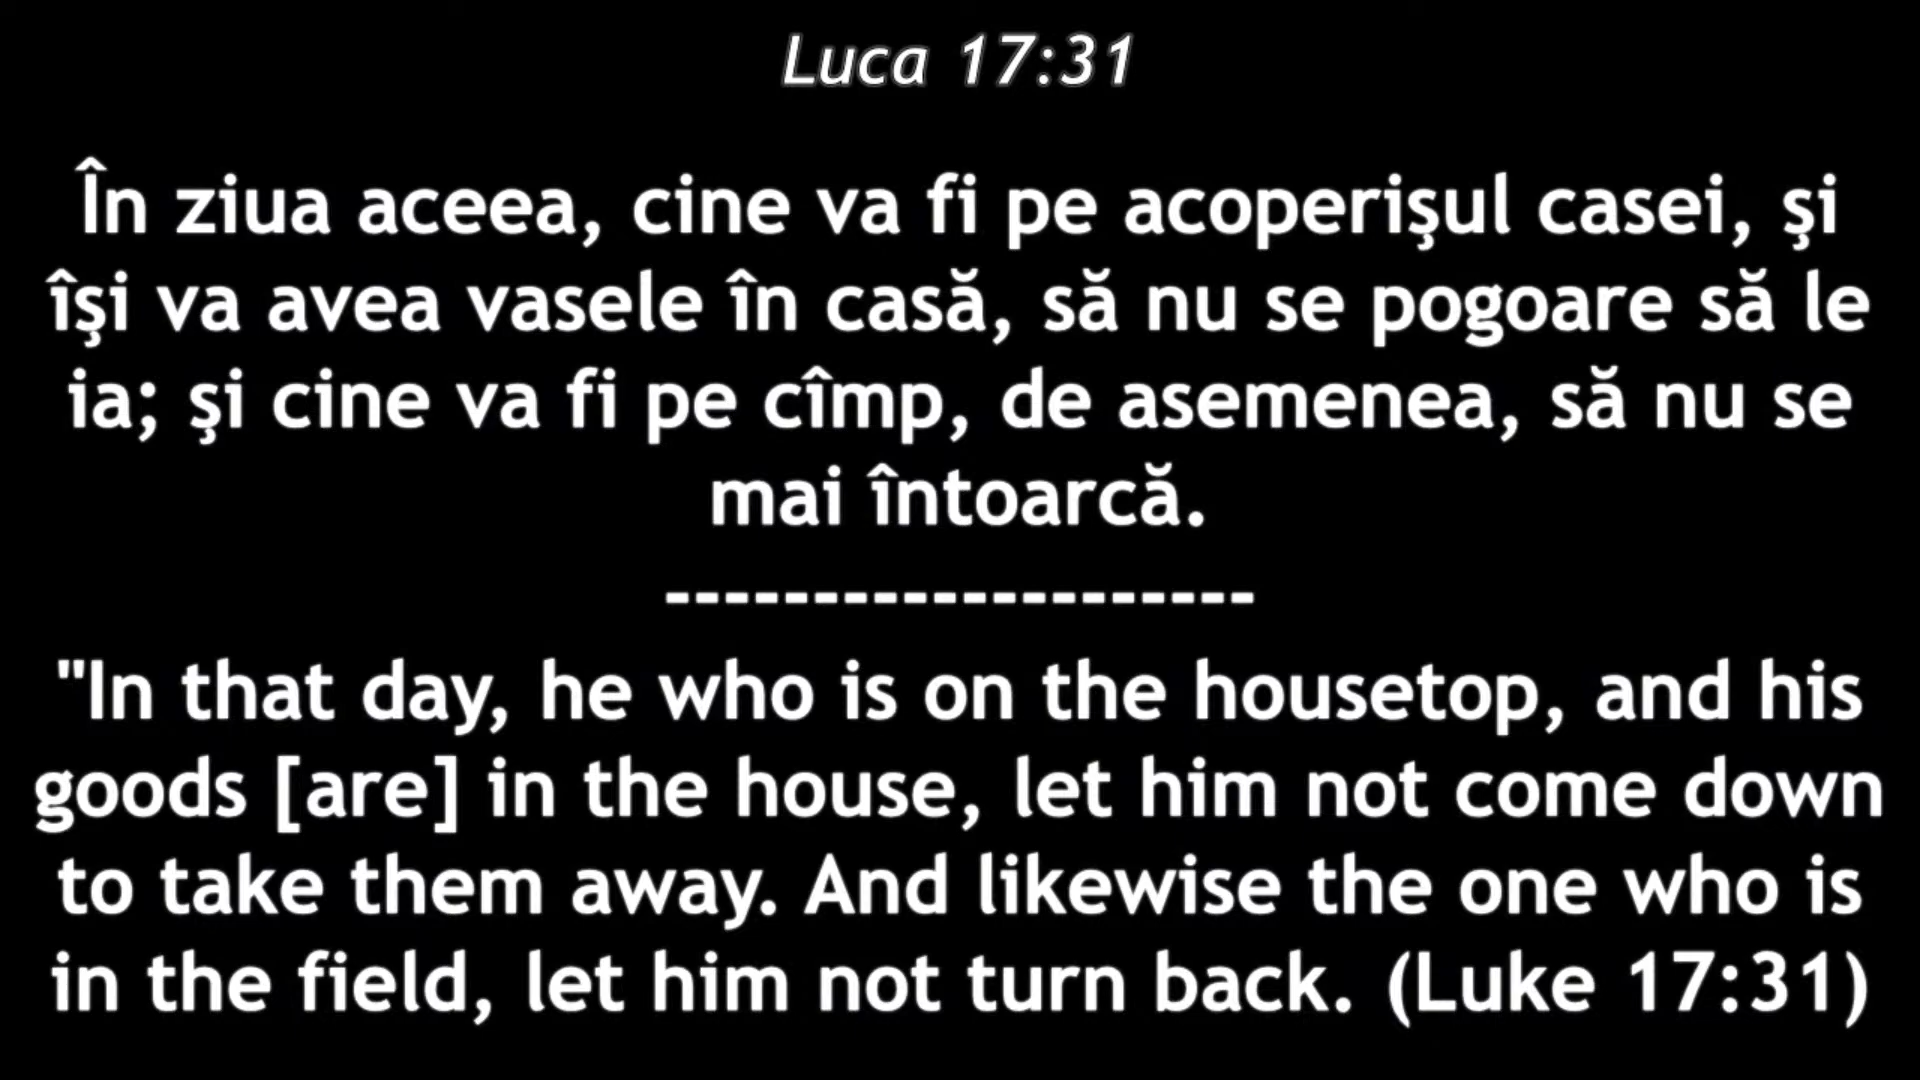 Luca 17:31
În ziua aceea, cine va fi pe acoperişul casei, şi
îşi va avea vasele în casă, să nu se pogoare să le
ia; şi cine va fi pe cîmp, de asemenea, să nu se
mai întoarcă.
--------------------
"In that day, he who is on the housetop, and his
goods [are] in the house, let him not come down
to take them away. And likewise the one who is
in the field, let him not turn back. (Luke 17:31)